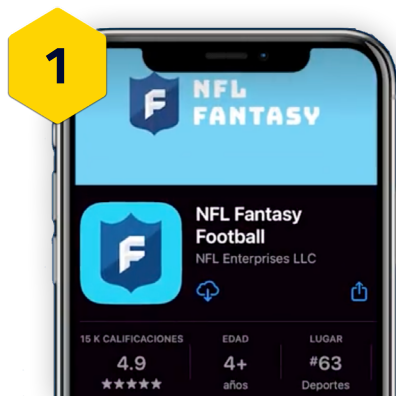 1
NFL
FANTASY
F
NFL Fantasy
Football
NFL Enterprises LLC
F
15 K CALIFICACIONES
EDAD
LUGAR
4.9
4+
#63
★★★★★
años
Deportes